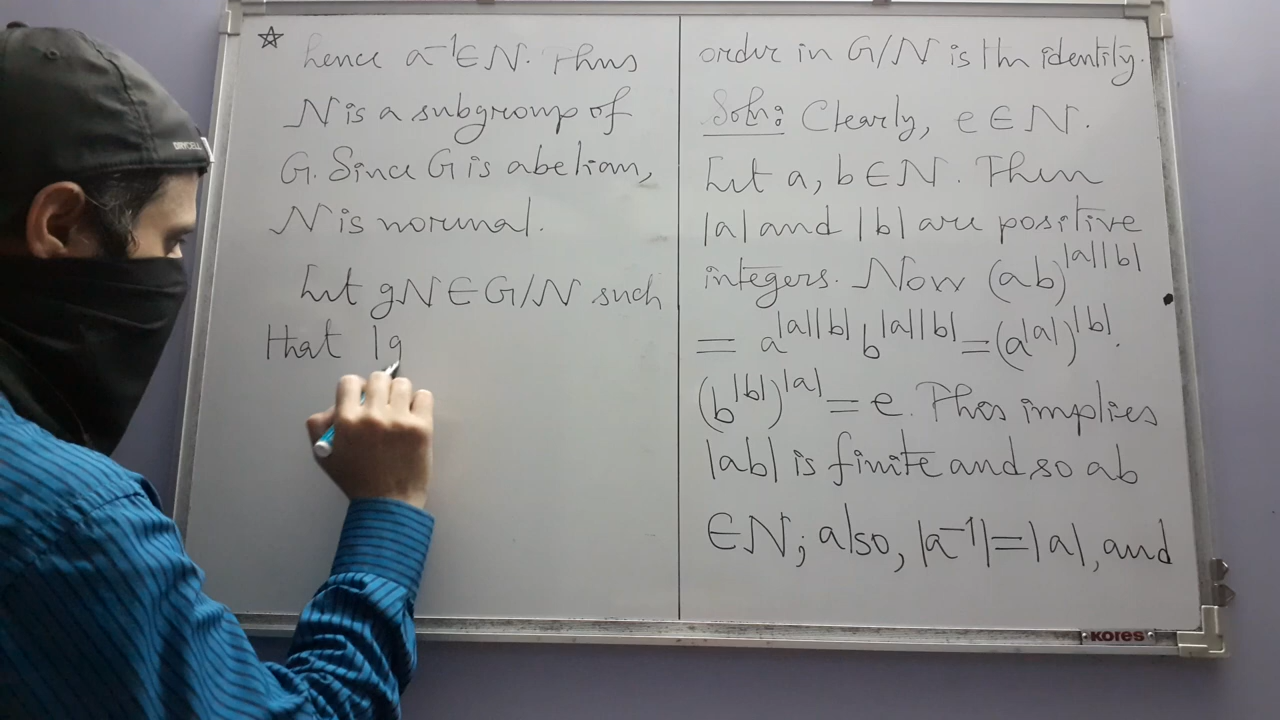 ☆ hence a⁻¹∈N. Thus
N is a subgroup of
G. Since G is abelian,
N is normal.
Let gN∈G/N such
that |g
order in G/N is the identity.
Soln: Clearly, e∈N.
Let a, b∈N. Then
|a| and |b| are positive
integers. Now (ab)^|a||b|
= a^|a||b| b^|a||b| = (a^|a|)^|b| .
(b^|b|)^|a| = e. This implies
|ab| is finite and so ab
∈N; also, |a⁻¹|=|a|, and
DRYCELL
KORES